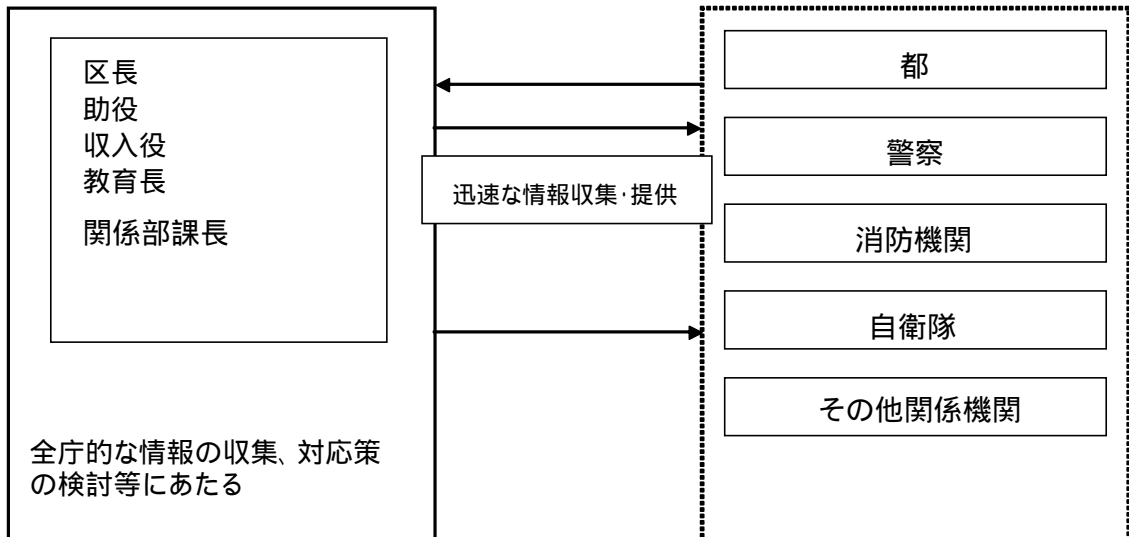 区長
助役
収入役
教育長
関係部課長
全庁的な情報の収集、対応策
の検討等にあたる
迅速な情報収集・提供
都
警察
消防機関
自衛隊
その他関係機関